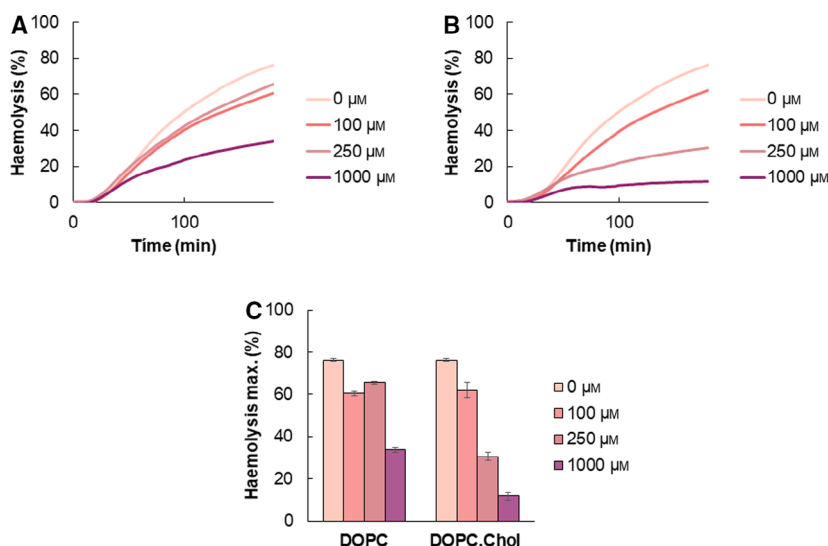 A
100
80
60
40
20
0
Haemolysis (%)
0
100
Time (min)
0 µM
100 µM
250 µM
1000 µM
B
100
80
60
40
20
0
Haemolysis (%)
0
100
Time (min)
0 µM
100 µM
250 µM
1000 µM
C
100
80
60
40
20
0
Haemolysis max. (%)
DOPC
DOPC.Chol
0 µM
100 µM
250 µM
1000 µM